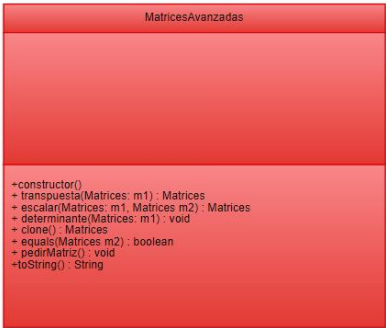 MatricesAvanzadas
+constructor()
+ transpuesta(Matrices: m1) : Matrices
+ escalar(Matrices: m1, Matrices m2) : Matrices
+ determinante(Matrices: m1) : void
+ clone() : Matrices
+ equals(Matrices m2) : boolean
+ pedirMatriz() : void
+toString() : String